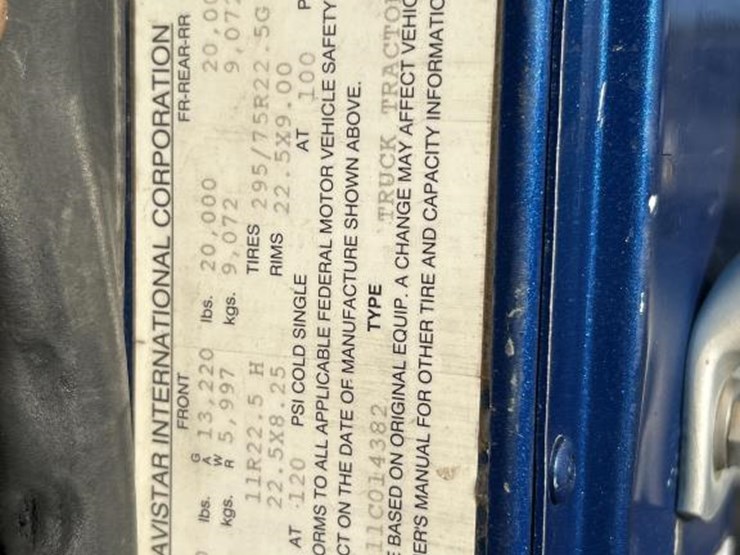 AVISTAR INTERNATIONAL CORPORATION
FRONT FR-REAR-RR
lbs. GAWR 13,220 lbs. 20,000 20,00
kgs. 5,997 kgs. 9,072 9,072
11R22.5 H TIRES 295/75R22.5G
22.5X8.25 RIMS 22.5X9.00
AT 120 PSI COLD SINGLE AT 100 P
ORMS TO ALL APPLICABLE FEDERAL MOTOR VEHICLE SAFETY
CT ON THE DATE OF MANUFACTURE SHOWN ABOVE.
11C014382 TYPE TRUCK TRACTO
E BASED ON ORIGINAL EQUIP. A CHANGE MAY AFFECT VEHIC
ER'S MANUAL FOR OTHER TIRE AND CAPACITY INFORMATIO